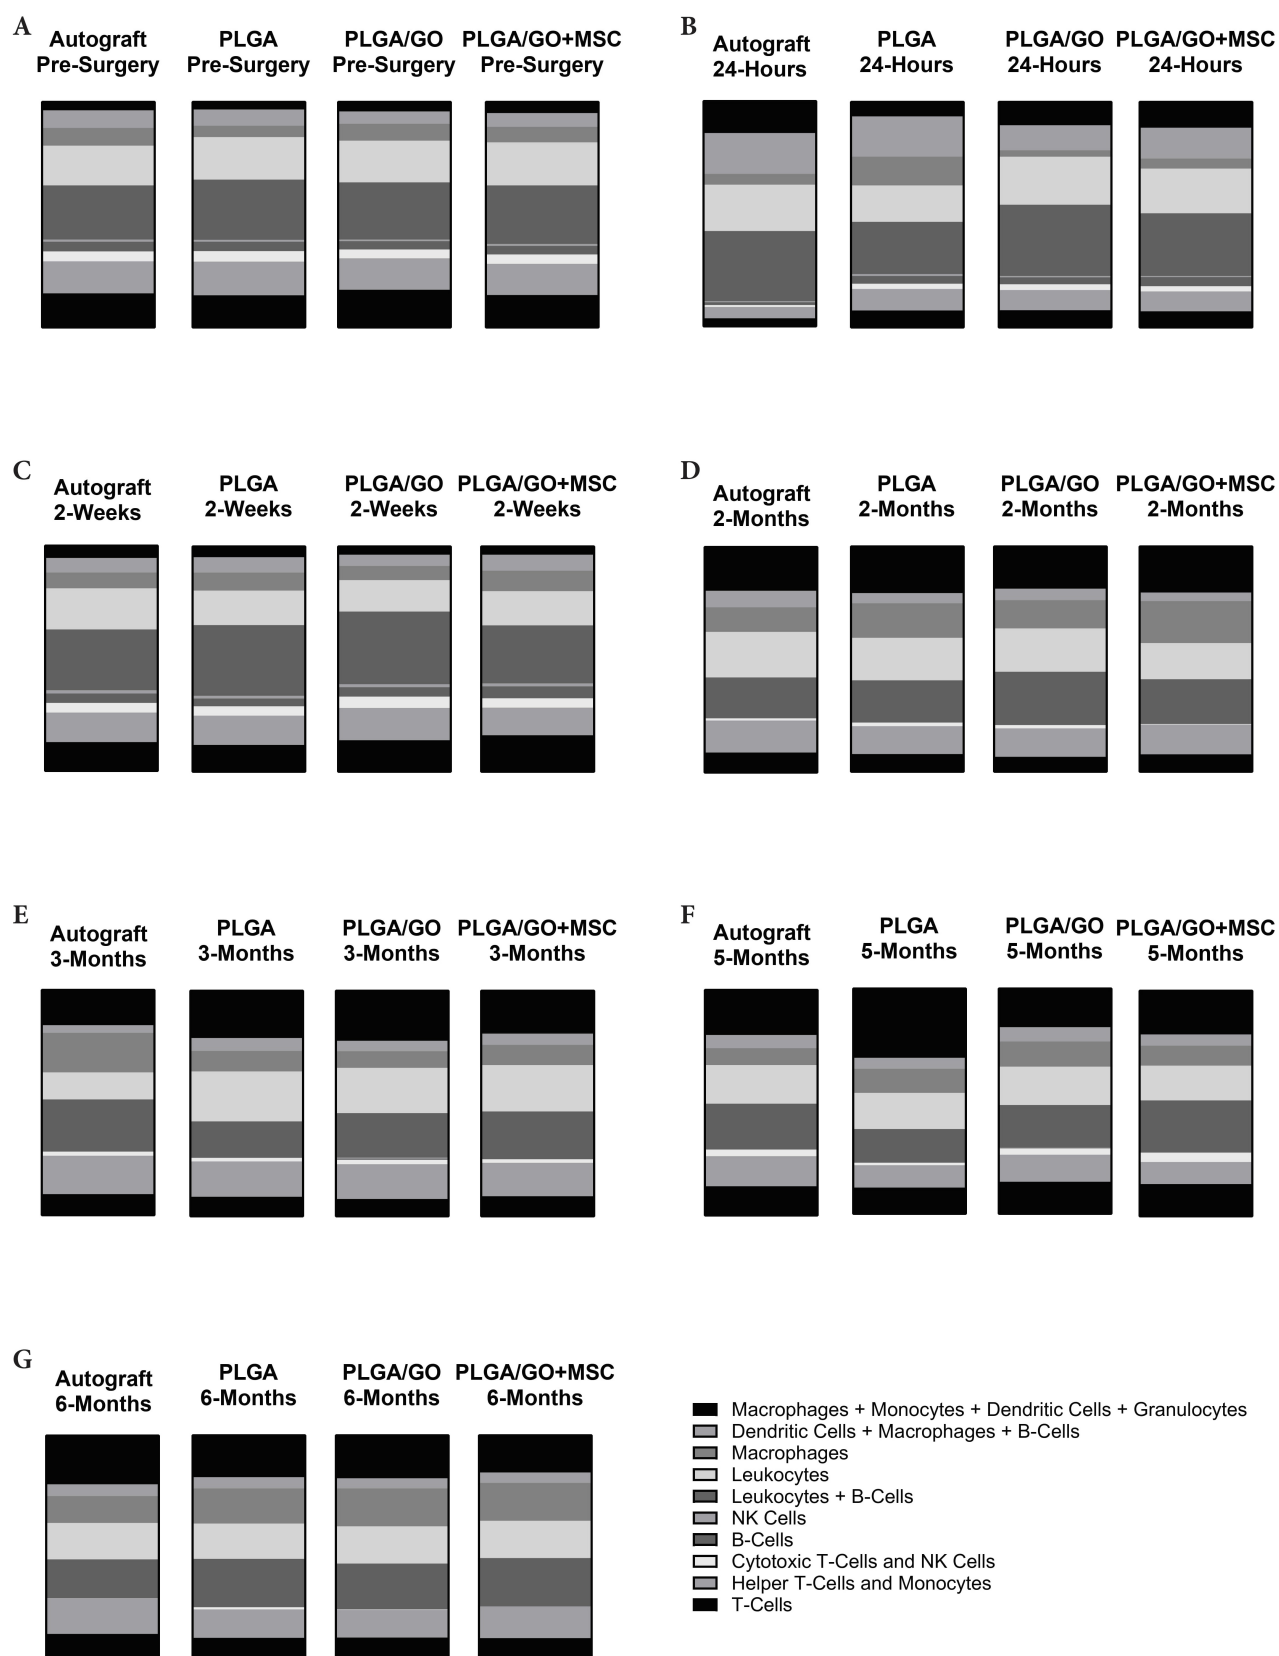 A
Autograft
Pre-Surgery
PLGA
Pre-Surgery
PLGA/GO
Pre-Surgery
PLGA/GO+MSC
Pre-Surgery
B
Autograft
24-Hours
PLGA
24-Hours
PLGA/GO
24-Hours
PLGA/GO+MSC
24-Hours
C
Autograft
2-Weeks
PLGA
2-Weeks
PLGA/GO
2-Weeks
PLGA/GO+MSC
2-Weeks
D
Autograft
2-Months
PLGA
2-Months
PLGA/GO
2-Months
PLGA/GO+MSC
2-Months
E
Autograft
3-Months
PLGA
3-Months
PLGA/GO
3-Months
PLGA/GO+MSC
3-Months
F
Autograft
5-Months
PLGA
5-Months
PLGA/GO
5-Months
PLGA/GO+MSC
5-Months
G
Autograft
6-Months
PLGA
6-Months
PLGA/GO
6-Months
PLGA/GO+MSC
6-Months
Macrophages + Monocytes + Dendritic Cells + Granulocytes
Dendritic Cells + Macrophages + B-Cells
Macrophages
Leukocytes
Leukocytes + B-Cells
NK Cells
B-Cells
Cytotoxic T-Cells and NK Cells
Helper T-Cells and Monocytes
T-Cells